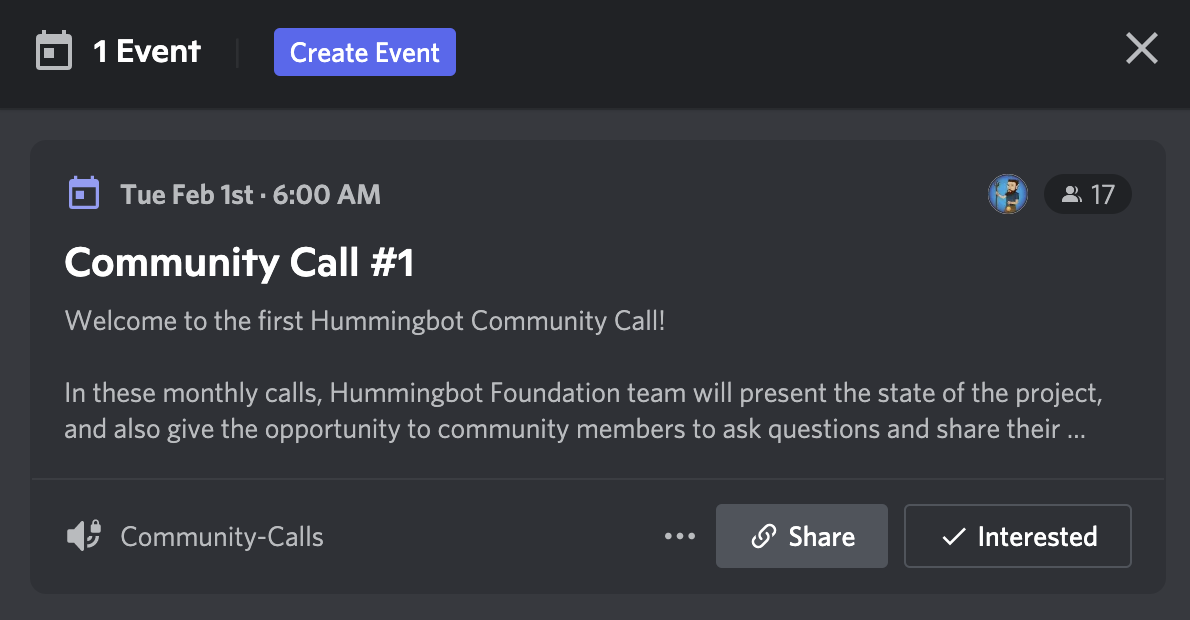 1 Event
Create Event
Tue Feb 1st · 6:00 AM
17
Community Call #1
Welcome to the first Hummingbot Community Call!
In these monthly calls, Hummingbot Foundation team will present the state of the project,
and also give the opportunity to community members to ask questions and share their ...
Community-Calls
Share
Interested